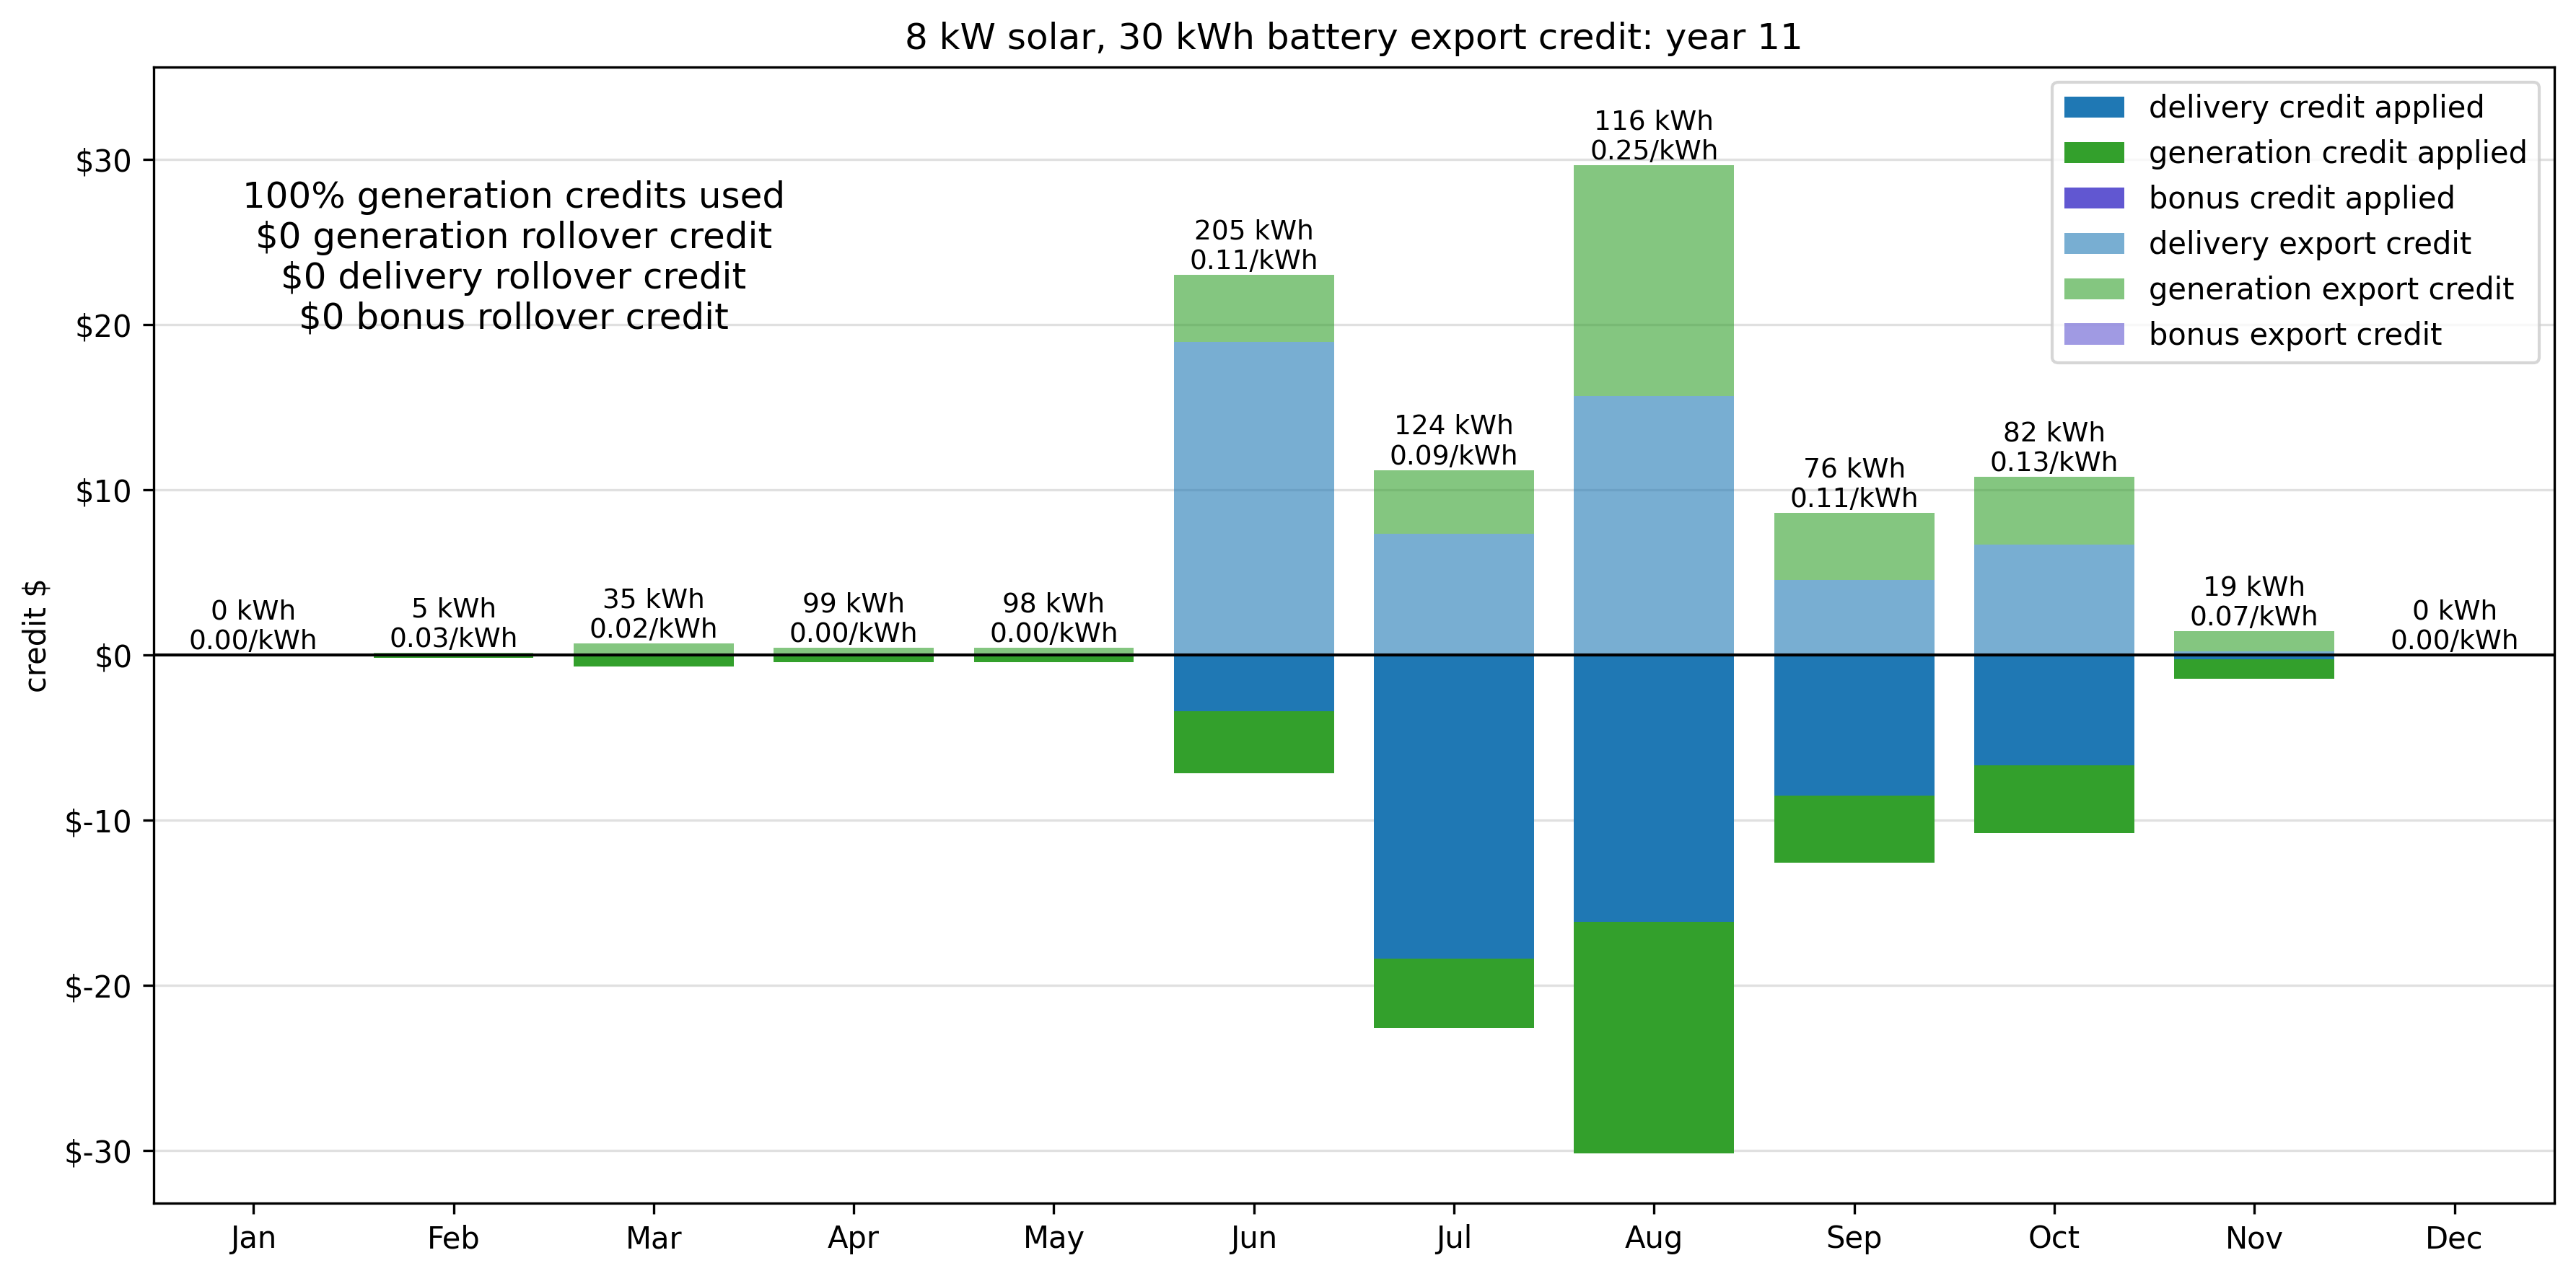 8 kW solar, 30 kWh battery export credit: year 11
credit $
$30
$20
$10
$0
$-10
$-20
$-30
100% generation credits used
$0 generation rollover credit
$0 delivery rollover credit
$0 bonus rollover credit
delivery credit applied
generation credit applied
bonus credit applied
delivery export credit
generation export credit
bonus export credit
0 kWh
0.00/kWh
5 kWh
0.03/kWh
35 kWh
0.02/kWh
99 kWh
0.00/kWh
98 kWh
0.00/kWh
205 kWh
0.11/kWh
124 kWh
0.09/kWh
116 kWh
0.25/kWh
76 kWh
0.11/kWh
82 kWh
0.13/kWh
19 kWh
0.07/kWh
0 kWh
0.00/kWh
Jan Feb Mar Apr May Jun Jul Aug Sep Oct Nov Dec